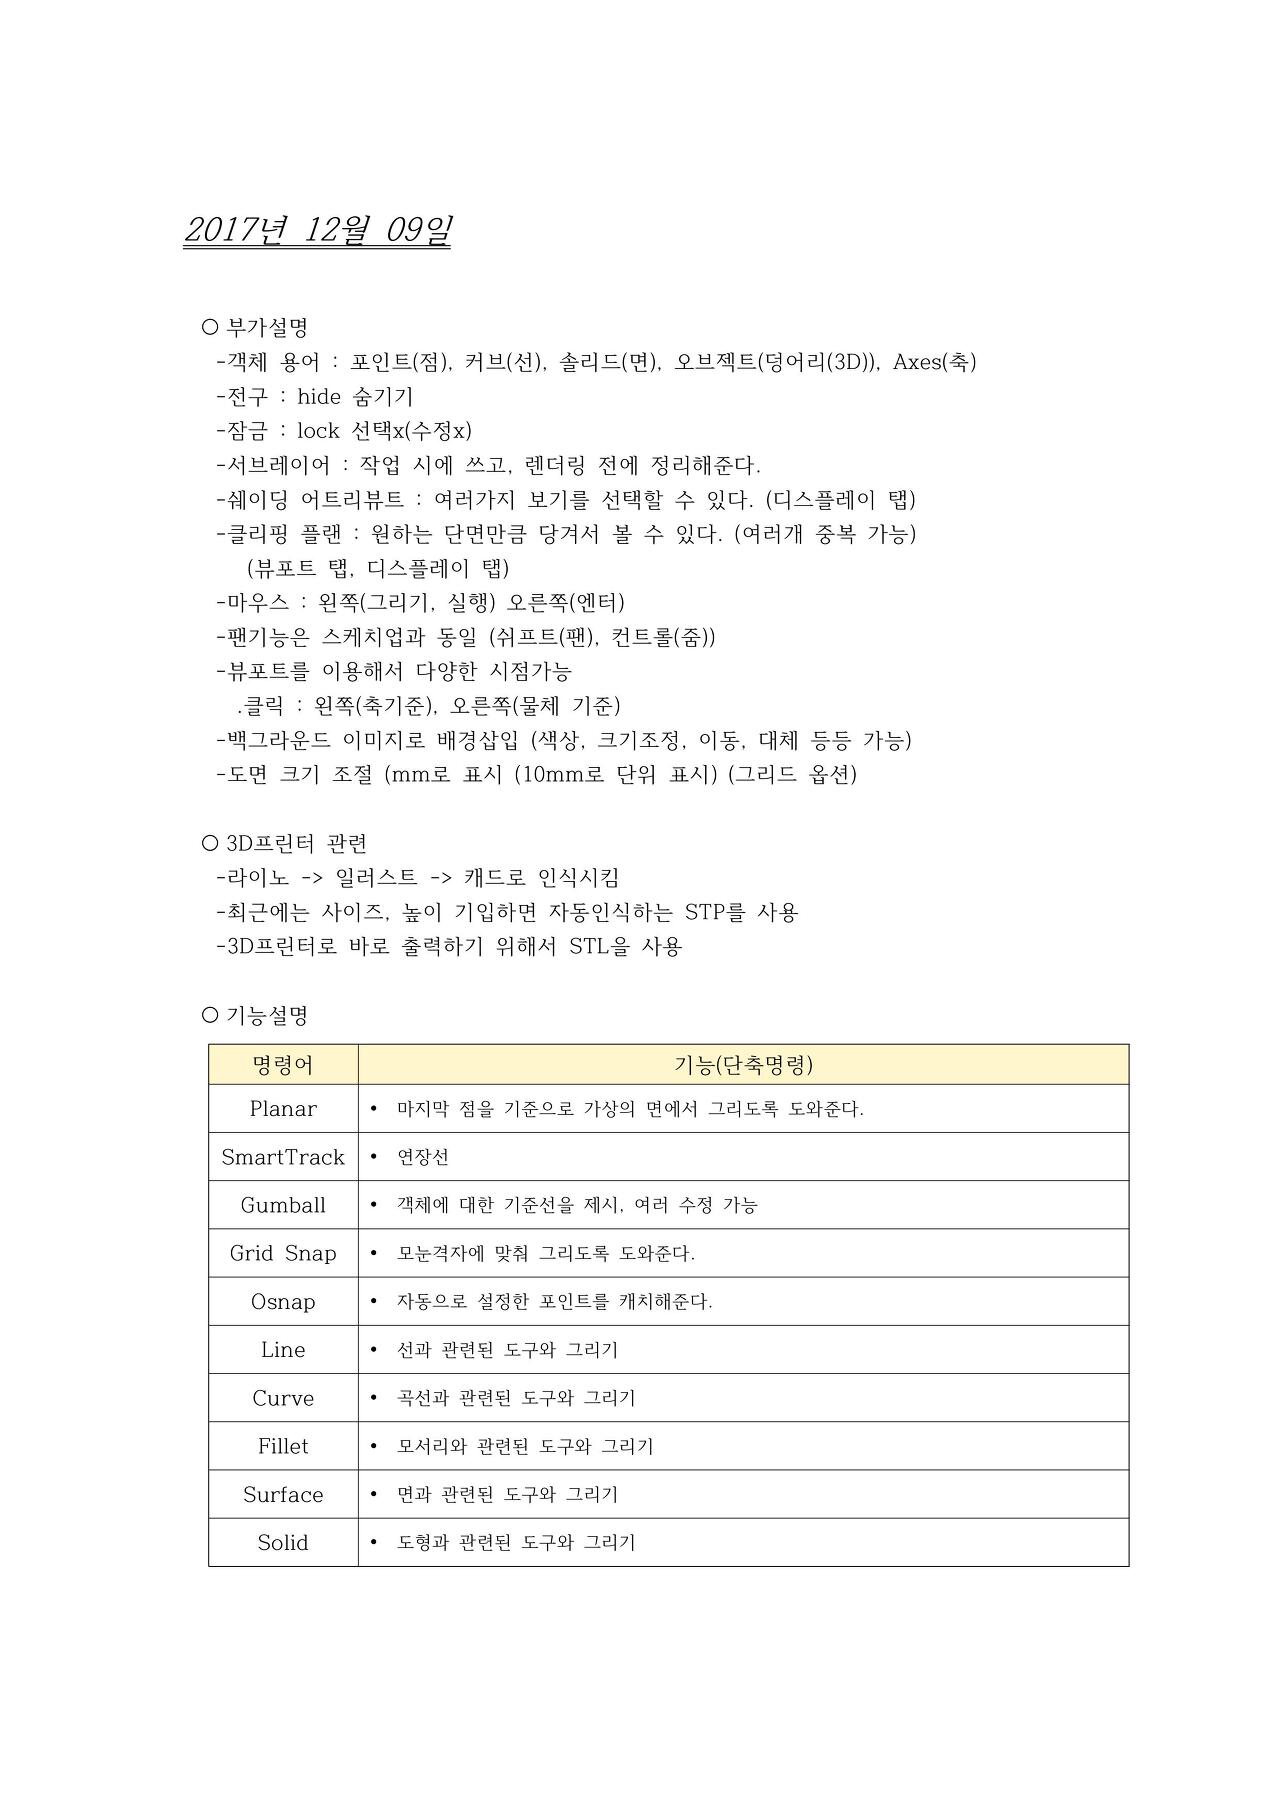 2017년 12월 09일
○ 부가설명
-객체 용어 : 포인트(점), 커브(선), 솔리드(면), 오브젝트(덩어리(3D)), Axes(축)
-전구 : hide 숨기기
-잠금 : lock 선택x(수정x)
-서브레이어 : 작업 시에 쓰고, 렌더링 전에 정리해준다.
-쉐이딩 어트리뷰트 : 여러가지 보기를 선택할 수 있다. (디스플레이 탭)
-클리핑 플랜 : 원하는 단면만큼 당겨서 볼 수 있다. (여러개 중복 가능)
(뷰포트 탭, 디스플레이 탭)
-마우스 : 왼쪽(그리기, 실행) 오른쪽(엔터)
-팬기능은 스케치업과 동일 (쉬프트(팬), 컨트롤(줌))
-뷰포트를 이용해서 다양한 시점가능
.클릭 : 왼쪽(축기준), 오른쪽(물체 기준)
-백그라운드 이미지로 배경삽입 (색상, 크기조정, 이동, 대체 등등 가능)
-도면 크기 조절 (mm로 표시 (10mm로 단위 표시) (그리드 옵션)
○ 3D프린터 관련
-라이노 -> 일러스트 -> 캐드로 인식시킴
-최근에는 사이즈, 높이 기입하면 자동인식하는 STP를 사용
-3D프린터로 바로 출력하기 위해서 STL을 사용
○ 기능설명
명령어 기능(단축명령)
Planar • 마지막 점을 기준으로 가상의 면에서 그리도록 도와준다.
SmartTrack • 연장선
Gumball • 객체에 대한 기준선을 제시, 여러 수정 가능
Grid Snap • 모눈격자에 맞춰 그리도록 도와준다.
Osnap • 자동으로 설정한 포인트를 캐치해준다.
Line • 선과 관련된 도구와 그리기
Curve • 곡선과 관련된 도구와 그리기
Fillet • 모서리와 관련된 도구와 그리기
Surface • 면과 관련된 도구와 그리기
Solid • 도형과 관련된 도구와 그리기